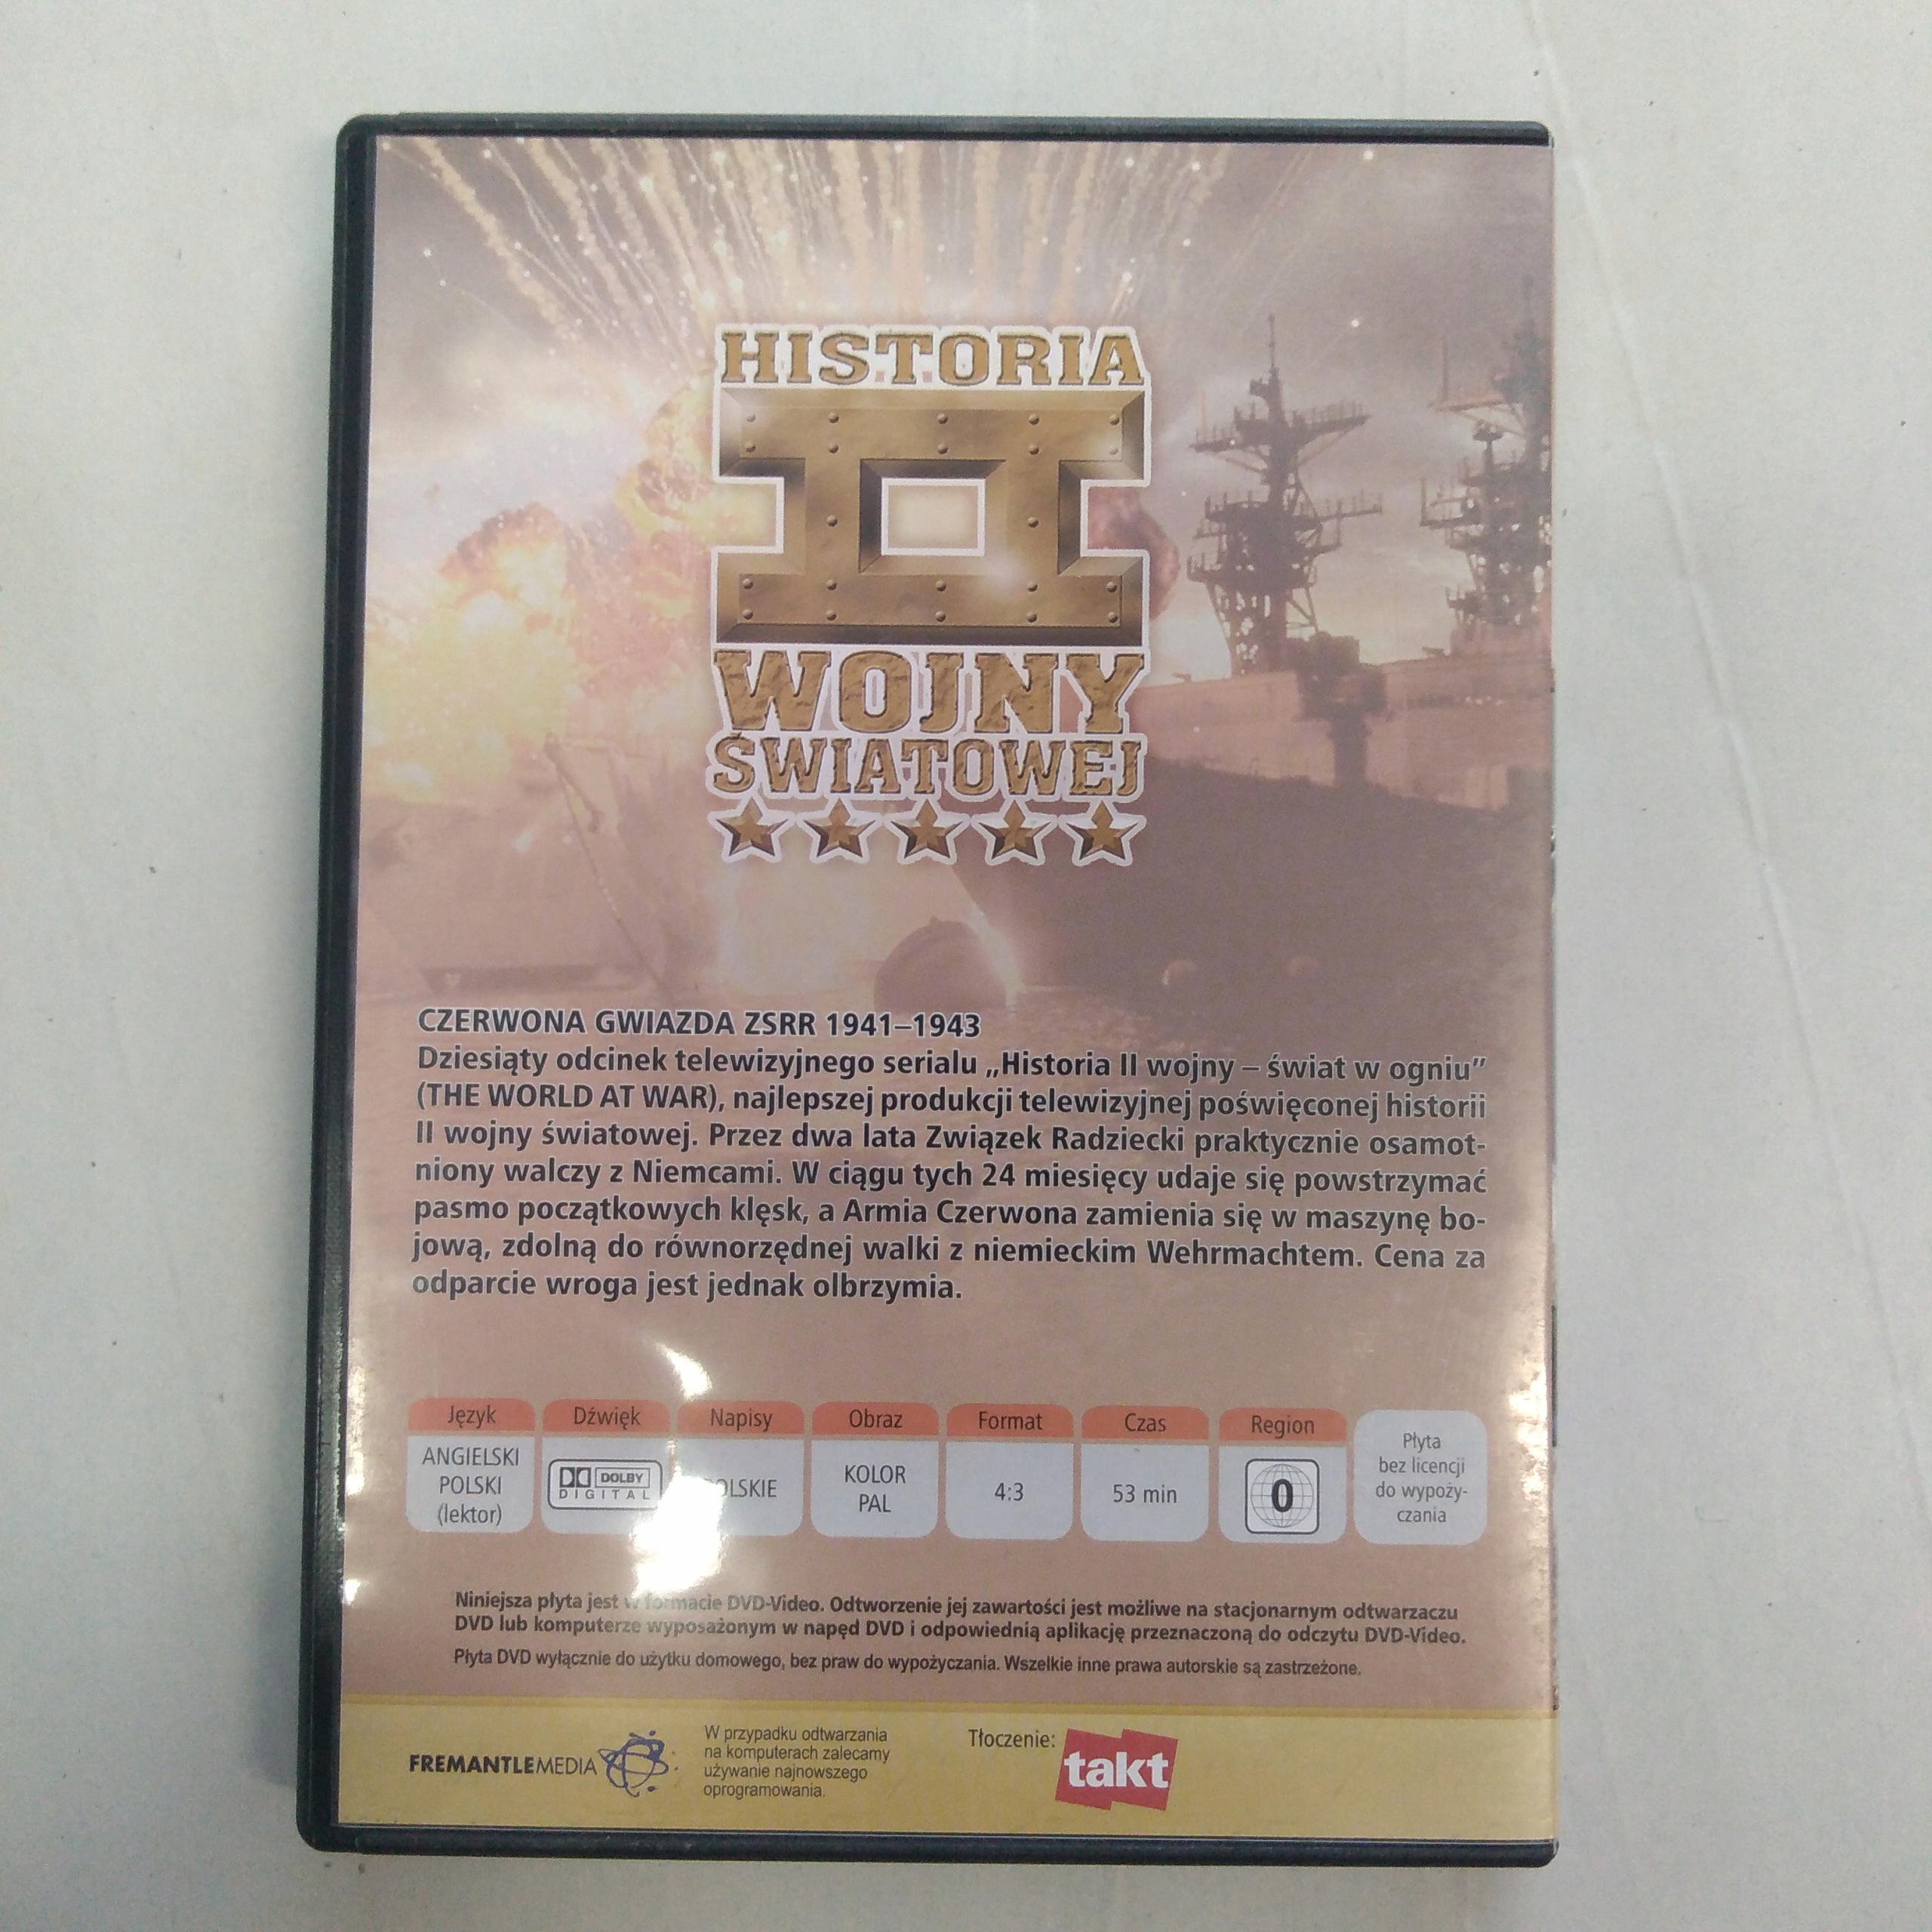 HISTORIA
II
WOJNY
ŚWIATOWEJ
CZERWONA GWIAZDA ZSRR 1941–1943
Dziesiąty odcinek telewizyjnego serialu „Historia II wojny – świat w ogniu”
(THE WORLD AT WAR), najlepszej produkcji telewizyjnej poświęconej historii
II wojny światowej. Przez dwa lata Związek Radziecki praktycznie osamot-
niony walczy z Niemcami. W ciągu tych 24 miesięcy udaje się powstrzymać
pasmo początkowych klęsk, a Armia Czerwona zamienia się w maszynę bo-
jową, zdolną do równorzędnej walki z niemieckim Wehrmachtem. Cena za
odparcie wroga jest jednak olbrzymia.
Język
ANGIELSKI
POLSKI
(lektor)
Dźwięk
DOLBY
DIGITAL
Napisy
POLSKIE
Obraz
KOLOR
PAL
Format
4:3
Czas
53 min
Region
0
Płyta
bez licencji
do wypoży-
czania
Niniejsza płyta jest w formacie DVD-Video. Odtworzenie jej zawartości jest możliwe na stacjonarnym odtwarzaczu
DVD lub komputerze wyposażonym w napęd DVD i odpowiednią aplikację przeznaczoną do odczytu DVD-Video.
Płyta DVD wyłącznie do użytku domowego, bez praw do wypożyczania. Wszelkie inne prawa autorskie są zastrzeżone.
FREMANTLEMEDIA
W przypadku odtwarzania
na komputerach zalecamy
używanie najnowszego
oprogramowania.
Tłoczenie:
takt